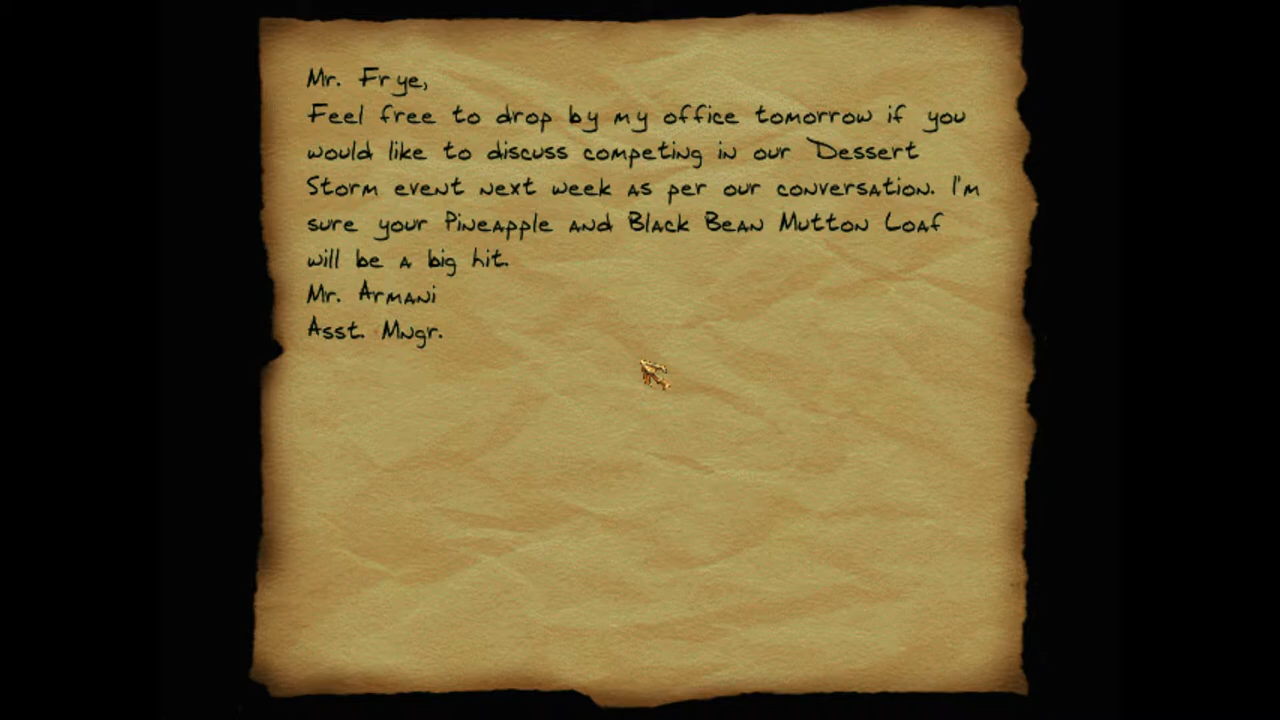 Mr. Frye,
Feel free to drop by my office tomorrow if you
would like to discuss competing in our Dessert
Storm event next week as per our conversation. I'm
sure your Pineapple and Black Bean Mutton Loaf
will be a big hit.
Mr. Armani
Asst. Mngr.